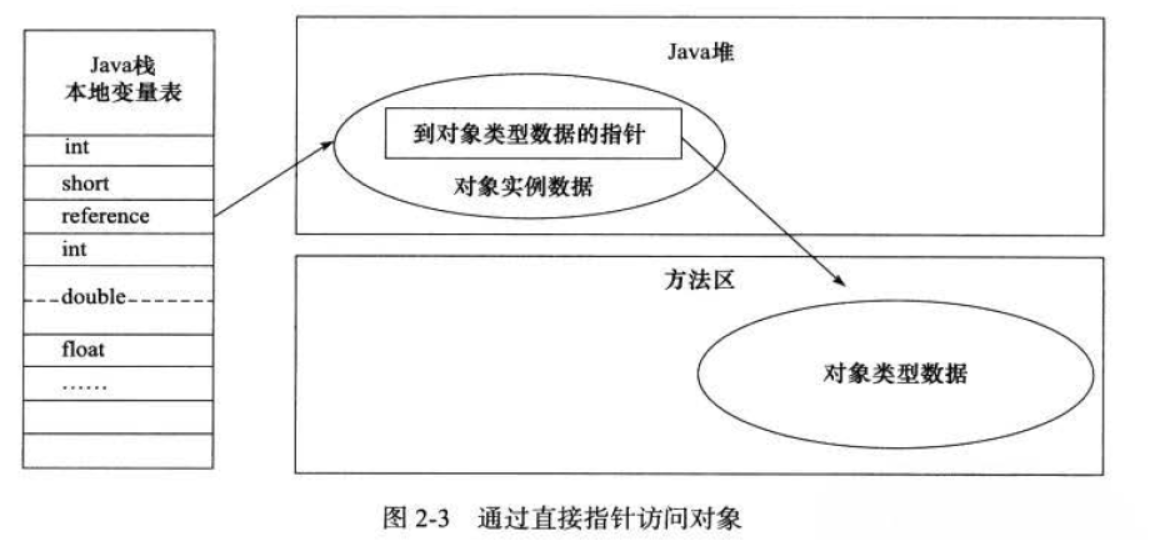 Java栈
本地变量表
int
short
reference
int
double
float
……
Java堆
到对象类型数据的指针
对象实例数据
方法区
对象类型数据
图 2-3 通过直接指针访问对象